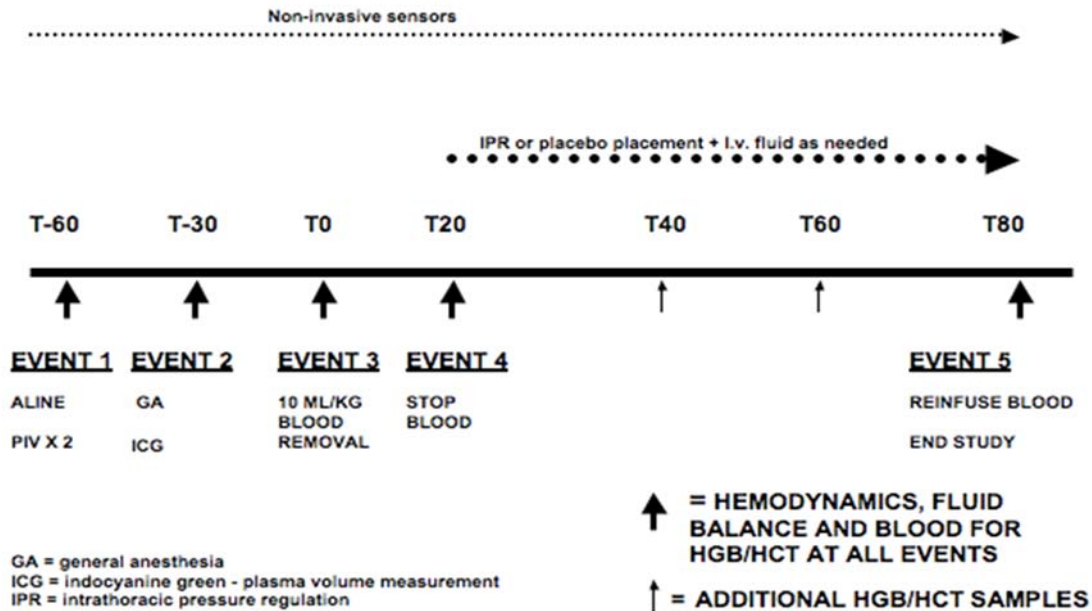 Non-invasive sensors
IPR or placebo placement + I.v. fluid as needed
T-60 T-30 T0 T20 T40 T60 T80
EVENT 1 EVENT 2 EVENT 3 EVENT 4 EVENT 5
ALINE GA 10 ML/KG STOP REINFUSE BLOOD
BLOOD BLOOD
PIV X 2 ICG REMOVAL END STUDY
= HEMODYNAMICS, FLUID
BALANCE AND BLOOD FOR
HGB/HCT AT ALL EVENTS
GA = general anesthesia
ICG = indocyanine green - plasma volume measurement
IPR = intrathoracic pressure regulation
= ADDITIONAL HGB/HCT SAMPLES